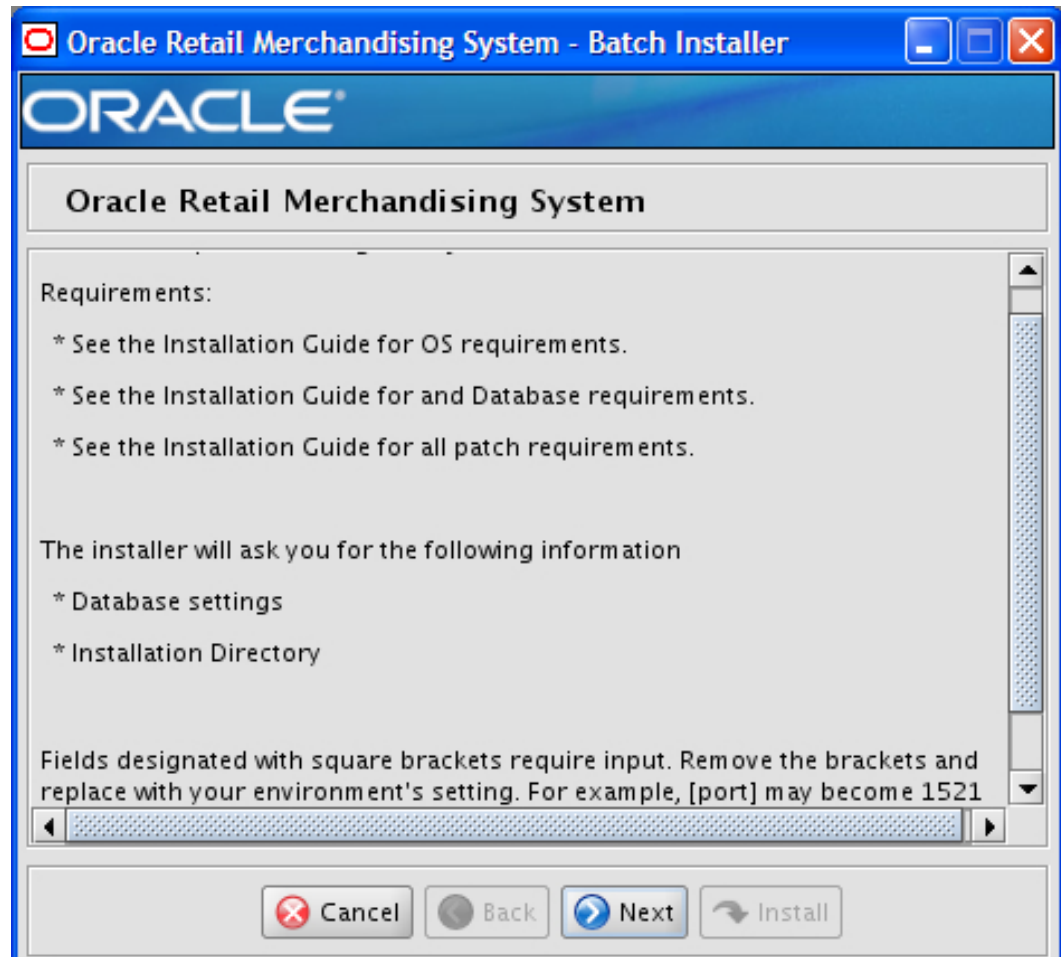 Oracle Retail Merchandising System - Batch Installer
ORACLE
Oracle Retail Merchandising System
Requirements:
* See the Installation Guide for OS requirements.
* See the Installation Guide for and Database requirements.
* See the Installation Guide for all patch requirements.
The installer will ask you for the following information
* Database settings
* Installation Directory
Fields designated with square brackets require input. Remove the brackets and
replace with your environment's setting. For example, [port] may become 1521
Cancel
Back
Next
Install